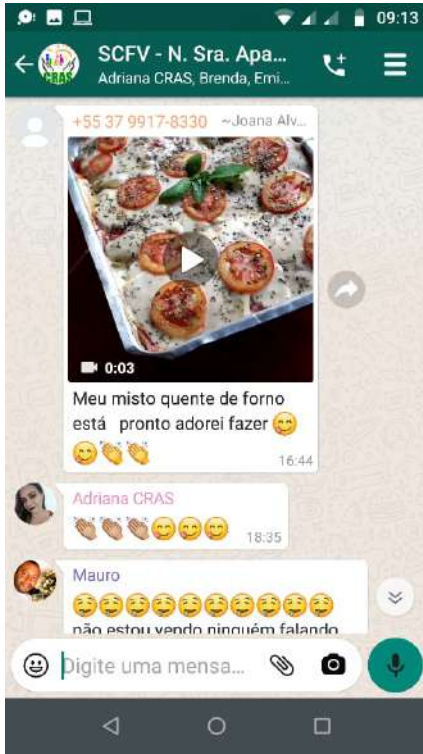 09:13
SCFV - N. Sra. Apa...
Adriana CRAS, Brenda, Emi...
CRAS
+55 37 9917-8330 ~Joana Alv...
0:03
Meu misto quente de forno
está pronto adorei fazer 😋
😋👏👏
16:44
Adriana CRAS
👏👏👏😋😋😋
18:35
Mauro
🤤🤤🤤🤤🤤🤤🤤🤤🤤🤤
não estou vendo ninguém falando
Digite uma mensa...